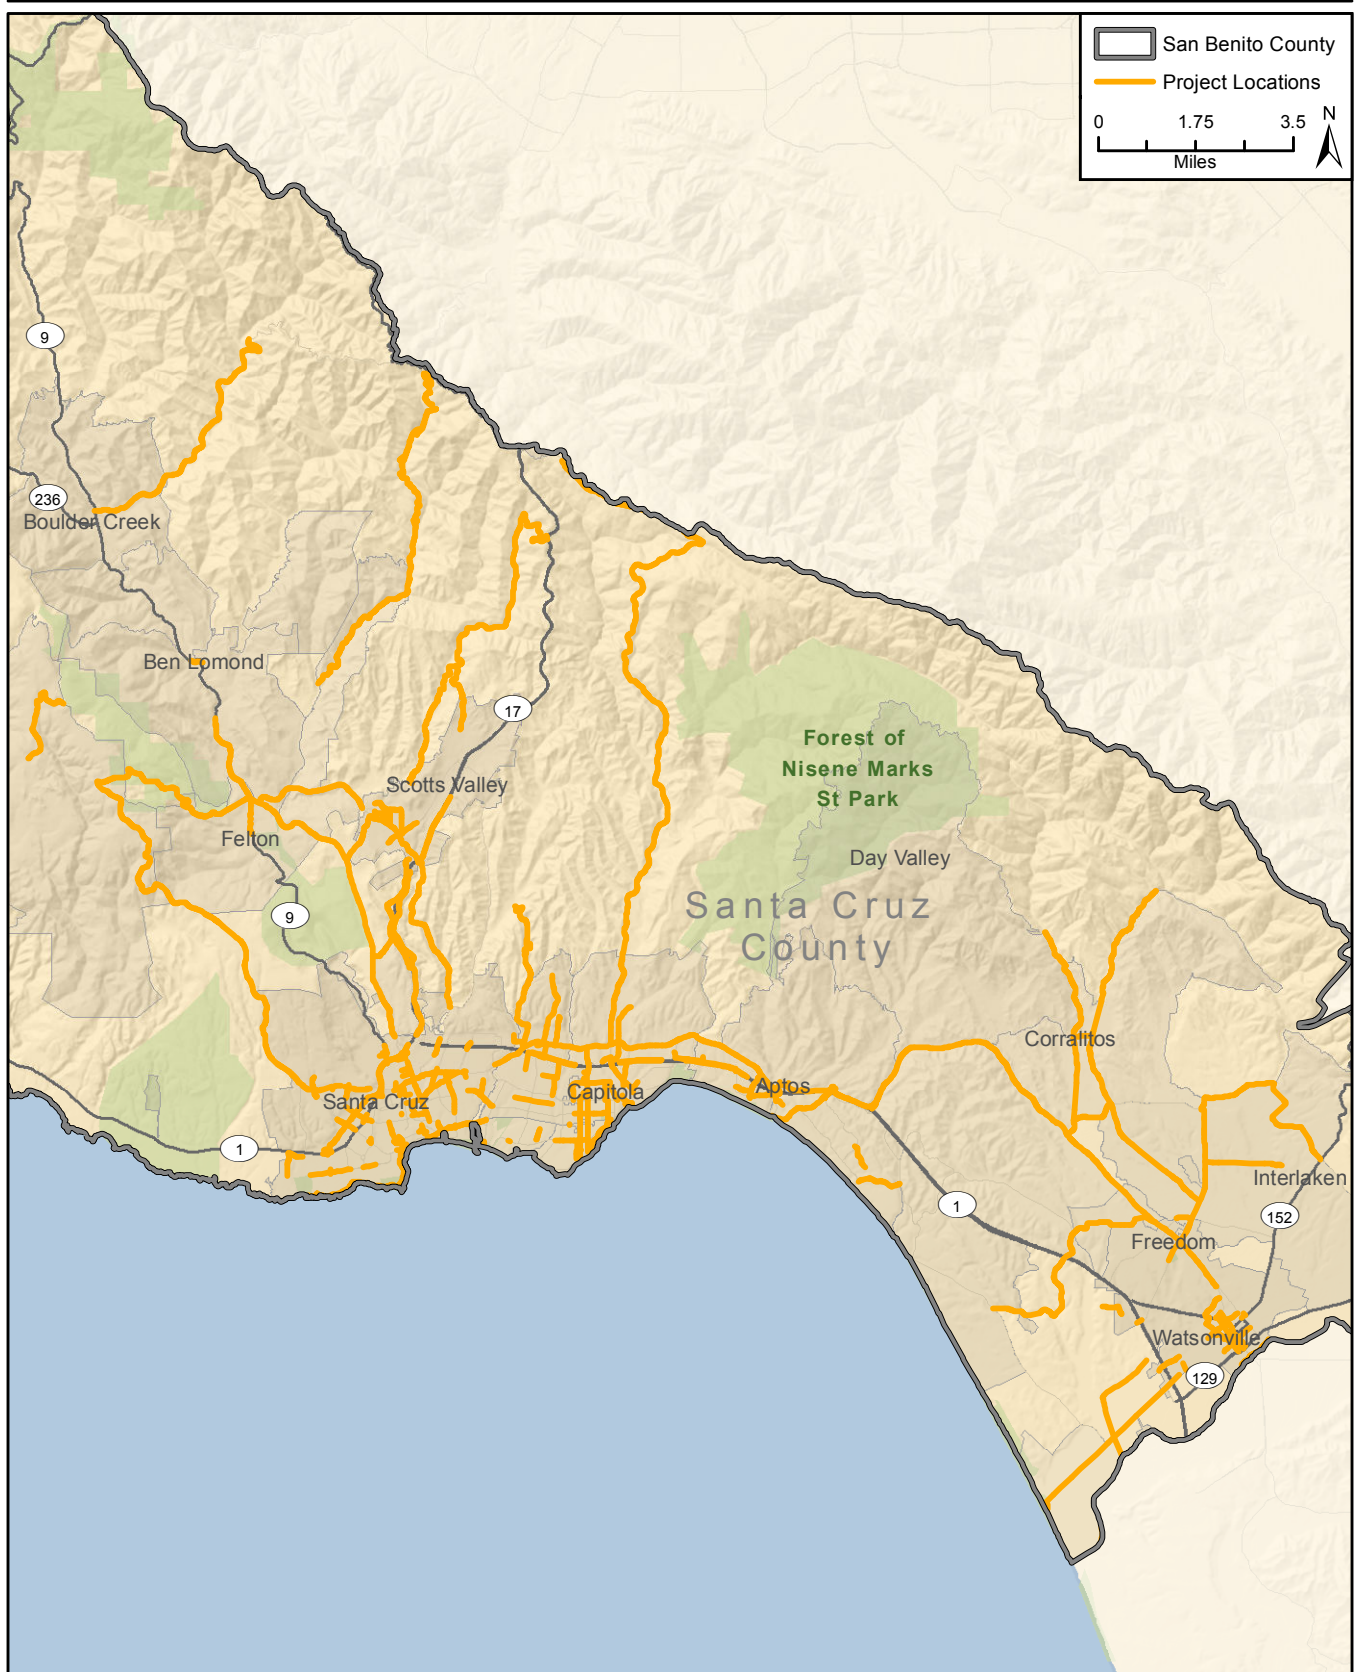 San Benito County
Project Locations
0 1.75 3.5
N
Miles
9
236
Boulder Creek
Ben Lomond
17
Forest of
Nisene Marks
St Park
Scotts Valley
Felton
Day Valley
Santa Cruz
County
9
Corralitos
Aptos
Capitola
Santa Cruz
1
Interlaken
1
152
Freedom
Watsonville
129